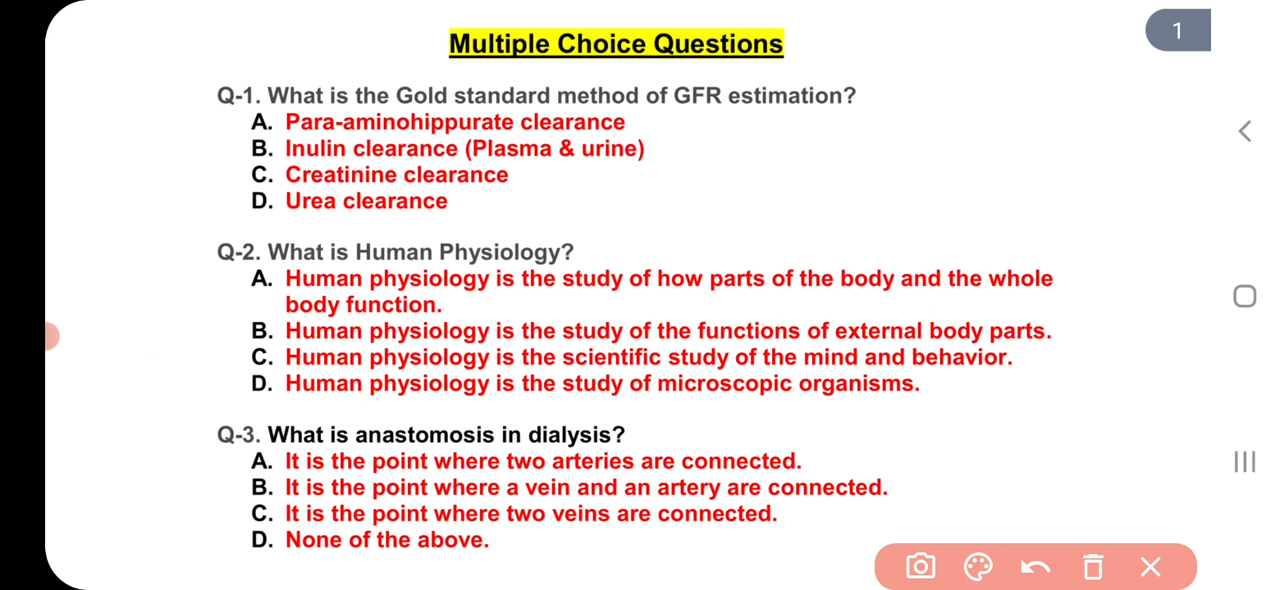 Multiple Choice Questions
1
Q-1. What is the Gold standard method of GFR estimation?
A. Para-aminohippurate clearance
B. Inulin clearance (Plasma & urine)
C. Creatinine clearance
D. Urea clearance
Q-2. What is Human Physiology?
A. Human physiology is the study of how parts of the body and the whole
body function.
B. Human physiology is the study of the functions of external body parts.
C. Human physiology is the scientific study of the mind and behavior.
D. Human physiology is the study of microscopic organisms.
Q-3. What is anastomosis in dialysis?
A. It is the point where two arteries are connected.
B. It is the point where a vein and an artery are connected.
C. It is the point where two veins are connected.
D. None of the above.